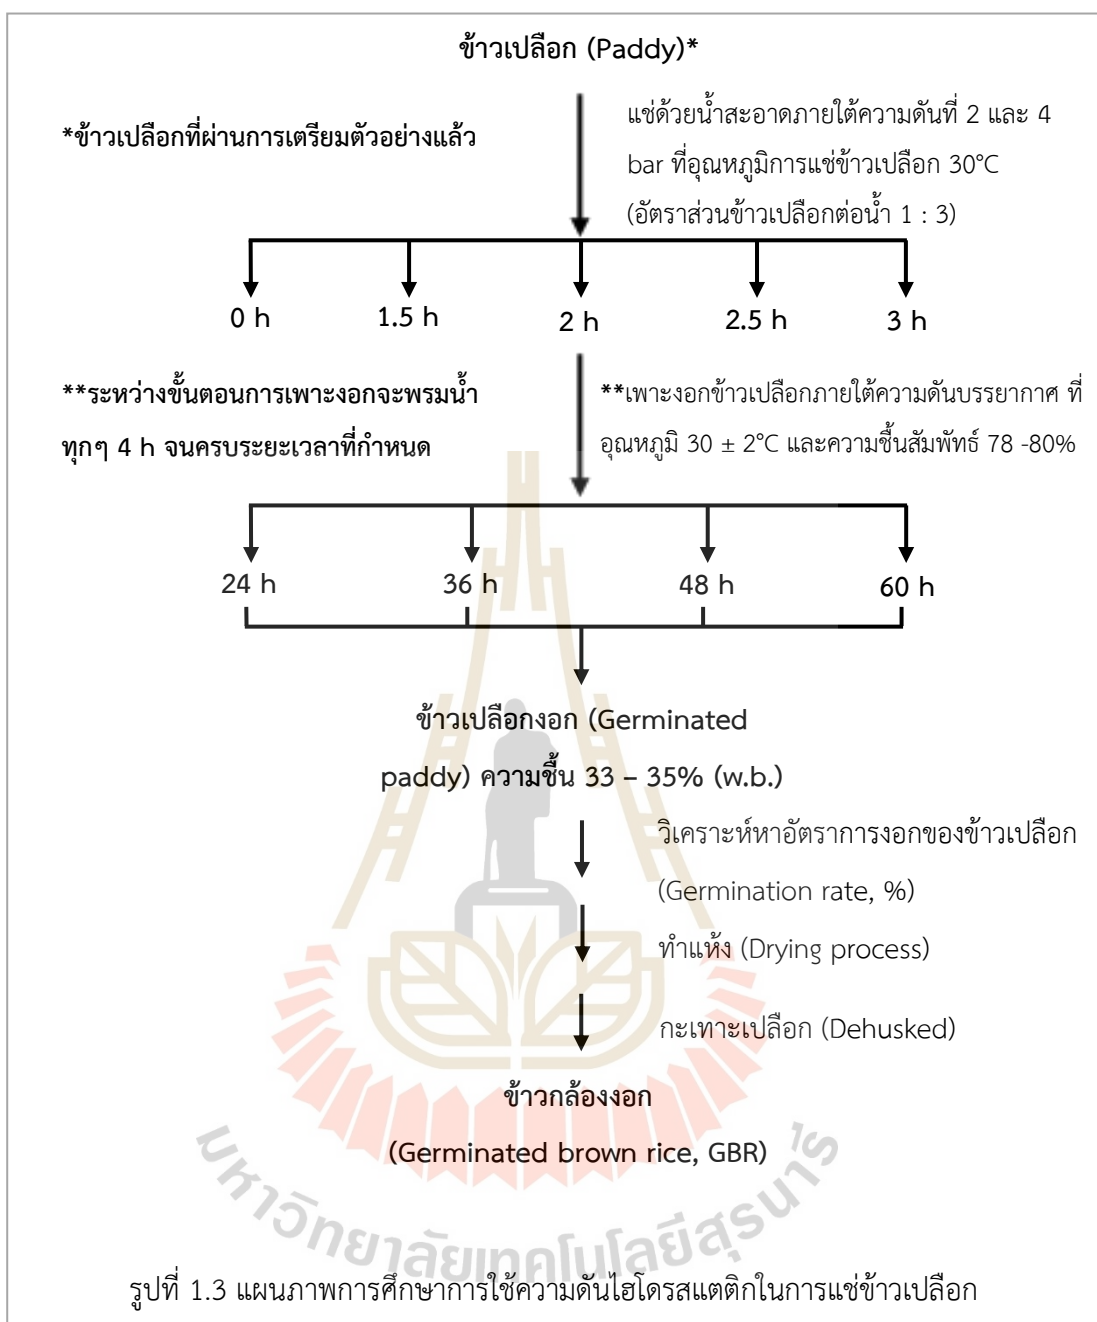 ข้าวเปลือก (Paddy)*
*ข้าวเปลือกที่ผ่านการเตรียมตัวอย่างแล้ว
แช่ด้วยน้ำสะอาดภายใต้ความดันที่ 2 และ 4
bar ที่อุณหภูมิการแช่ข้าวเปลือก 30°C
(อัตราส่วนข้าวเปลือกต่อน้ำ 1 : 3)
0 h 1.5 h 2 h 2.5 h 3 h
**ระหว่างขั้นตอนการเพาะงอกจะพรมน้ำ
ทุกๆ 4 h จนครบระยะเวลาที่กำหนด
**เพาะงอกข้าวเปลือกภายใต้ความดันบรรยากาศ ที่
อุณหภูมิ 30 ± 2°C และความชื้นสัมพัทธ์ 78 -80%
24 h 36 h 48 h 60 h
ข้าวเปลือกงอก (Germinated
paddy) ความชื้น 33 – 35% (w.b.)
วิเคราะห์หาอัตราการงอกของข้าวเปลือก
(Germination rate, %)
ทำแห้ง (Drying process)
กะเทาะเปลือก (Dehusked)
ข้าวกล้องงอก
(Germinated brown rice, GBR)
มหาวิทยาลัยเทคโนโลยีสุรนารี
รูปที่ 1.3 แผนภาพการศึกษาการใช้ความดันไฮโดรสแตติกในการแช่ข้าวเปลือก